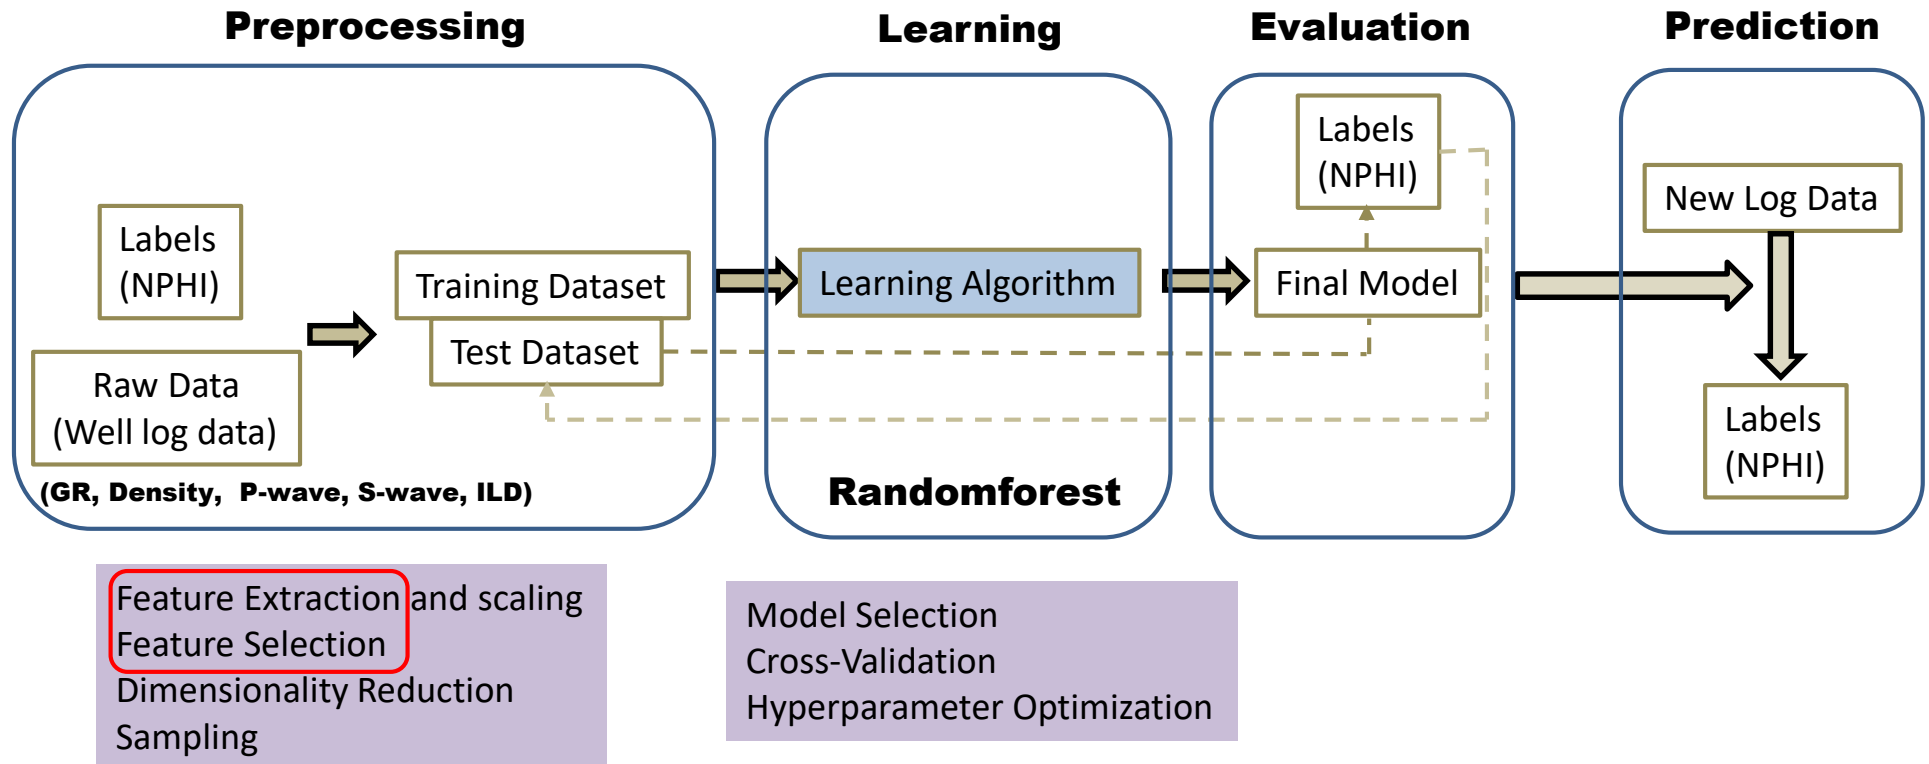 Preprocessing
Labels
(NPHI)
Raw Data
(Well log data)
(GR, Density, P-wave, S-wave, ILD)
Training Dataset
Test Dataset
Feature Extraction and scaling
Feature Selection
Dimensionality Reduction
Sampling
Learning
Learning Algorithm
Randomforest
Model Selection
Cross-Validation
Hyperparameter Optimization
Evaluation
Labels
(NPHI)
Final Model
Prediction
New Log Data
Labels
(NPHI)